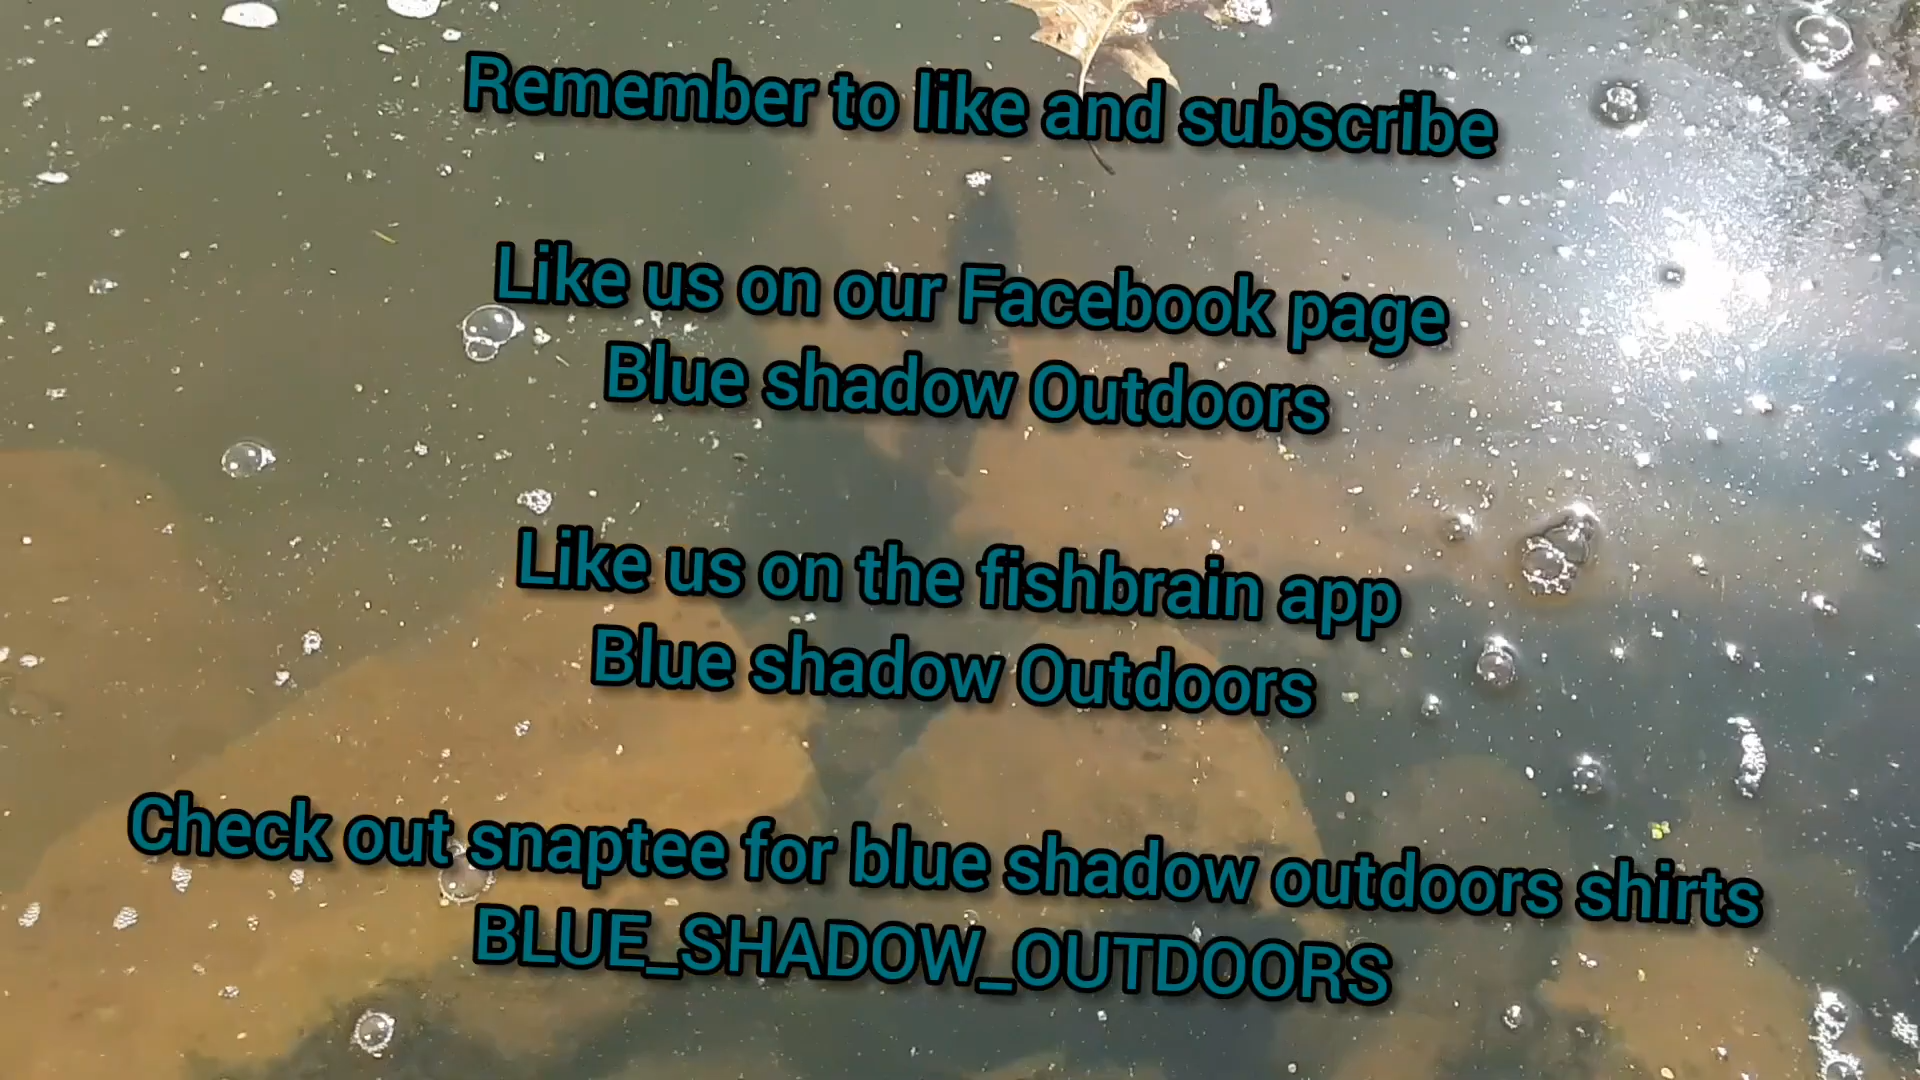 Remember to like and subscribe
Like us on our Facebook page
Blue shadow Outdoors
Like us on the fishbrain app
Blue shadow Outdoors
Check out snaptee for blue shadow outdoors shirts
BLUE_SHADOW_OUTDOORS